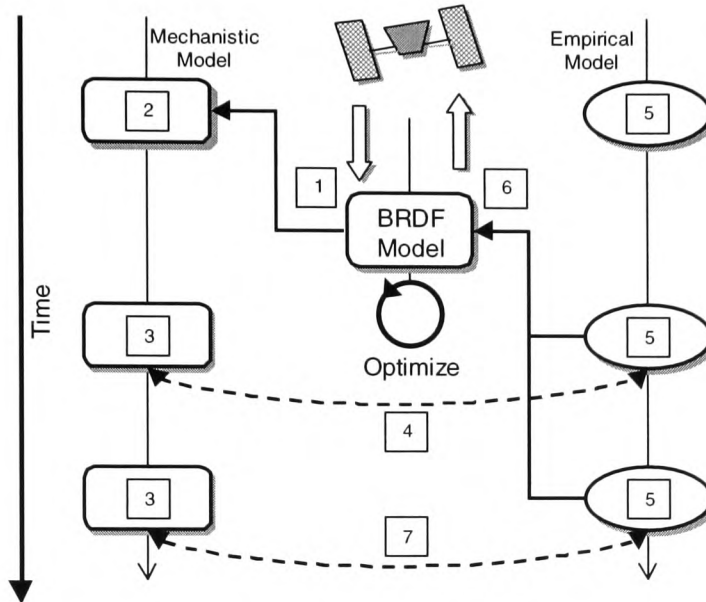 Mechanistic
Model
Empirical
Model
2
5
1
6
BRDF
Model
Time
3
5
Optimize
4
3
5
7